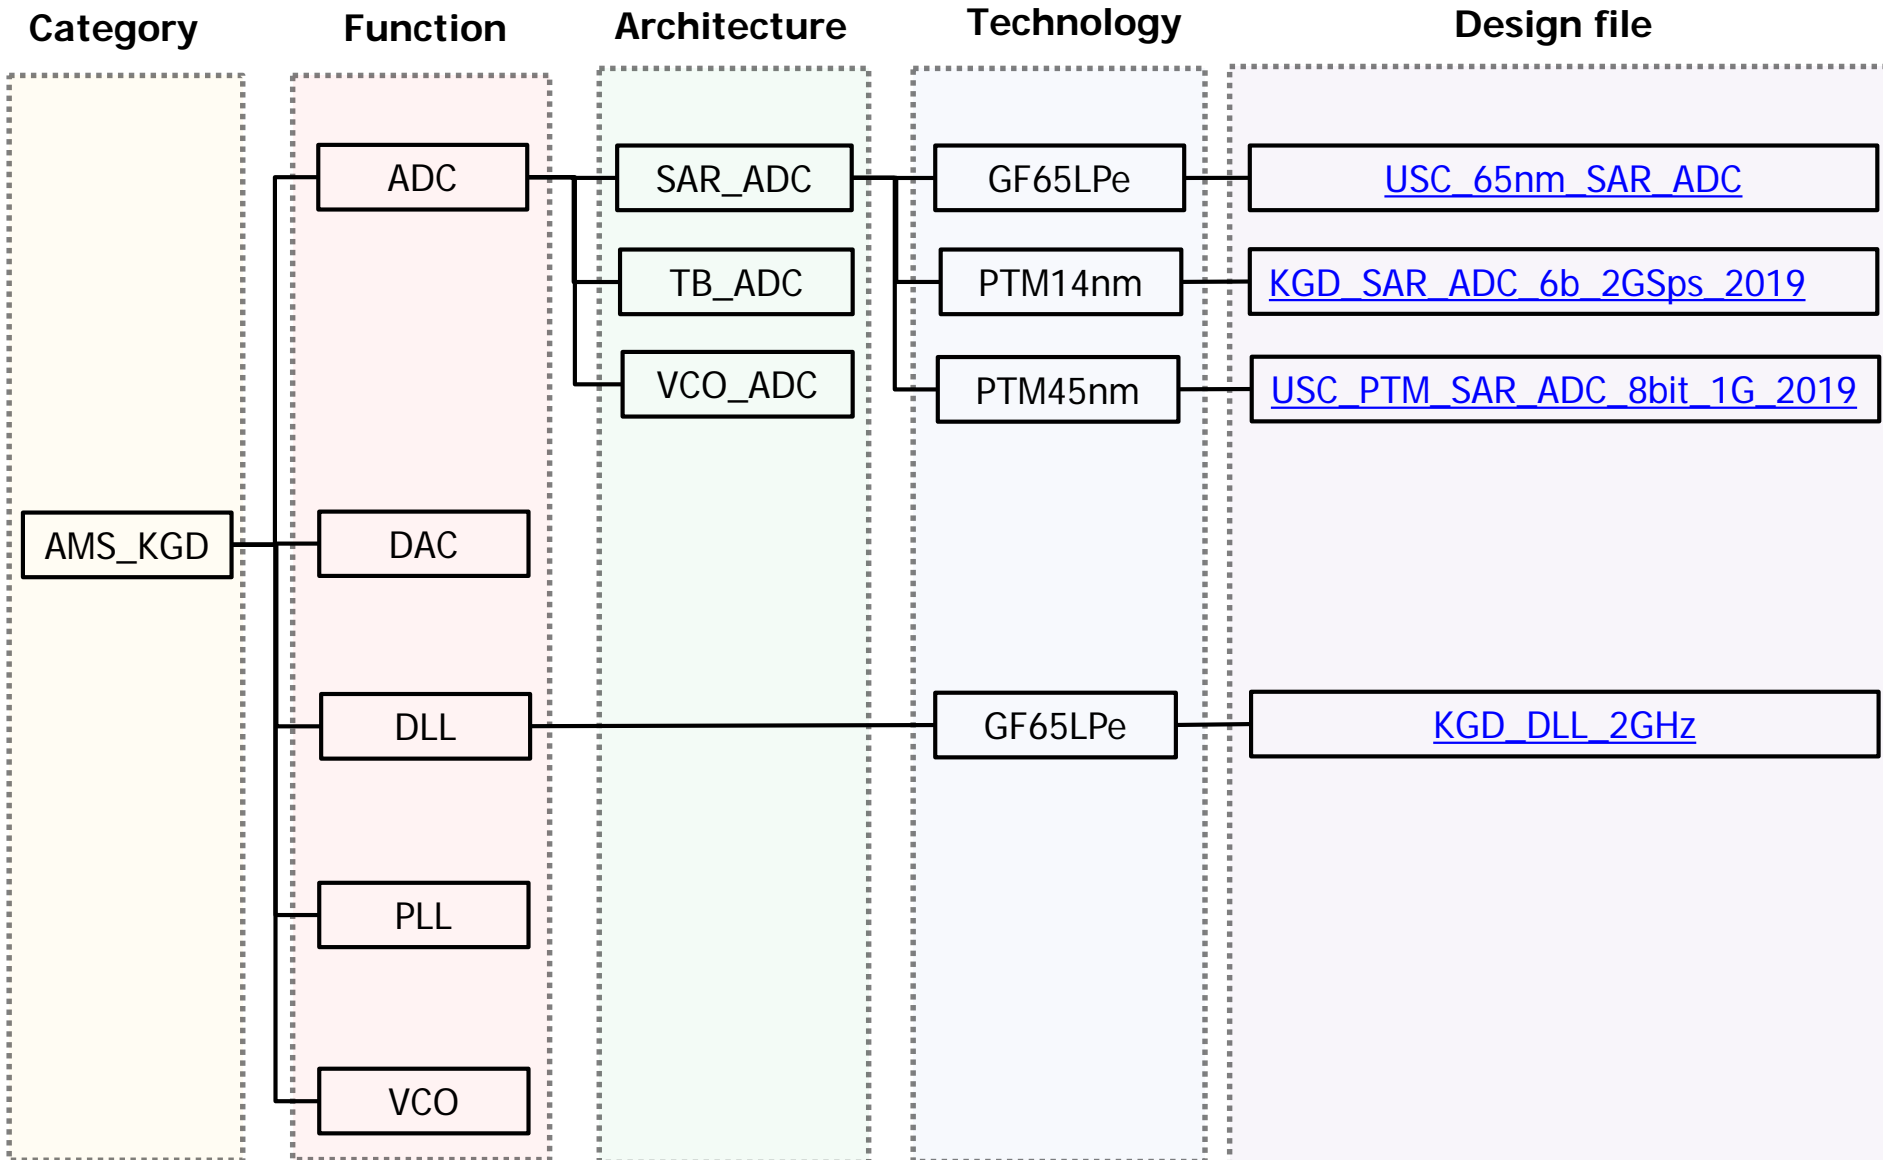 Category
Function
Architecture
Technology
Design file
ADC
SAR_ADC
GF65LPe
USC_65nm_SAR_ADC
TB_ADC
PTM14nm
KGD_SAR_ADC_6b_2GSps_2019
VCO_ADC
PTM45nm
USC_PTM_SAR_ADC_8bit_1G_2019
AMS_KGD
DAC
DLL
GF65LPe
KGD_DLL_2GHz
PLL
VCO